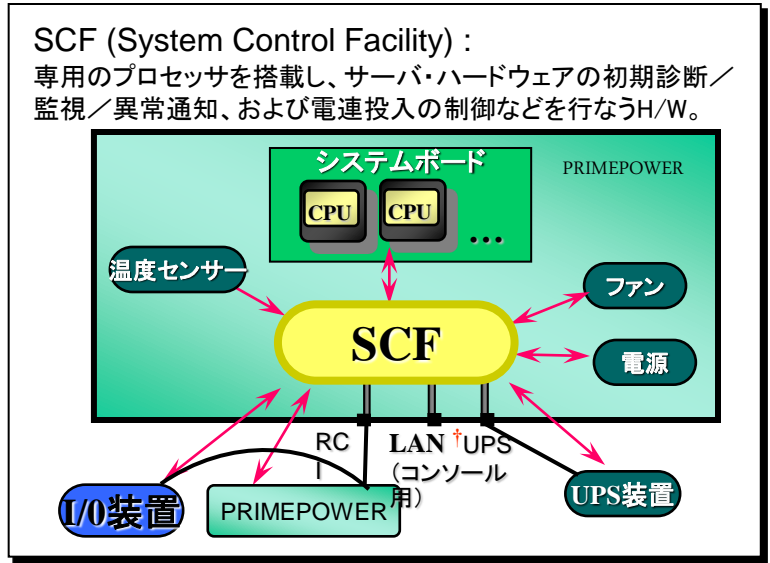 SCF (System Control Facility) :
専用のプロセッサを搭載し、サーバ・ハードウェアの初期診断／
監視／異常通知、および電連投入の制御などを行なうH/W。
システムボード
PRIMEPOWER
CPU
CPU
…
温度センサー
ファン
SCF
電源
RC
I
LAN †UPS
（コンソール
用）
I/0装置
PRIMEPOWER
UPS装置